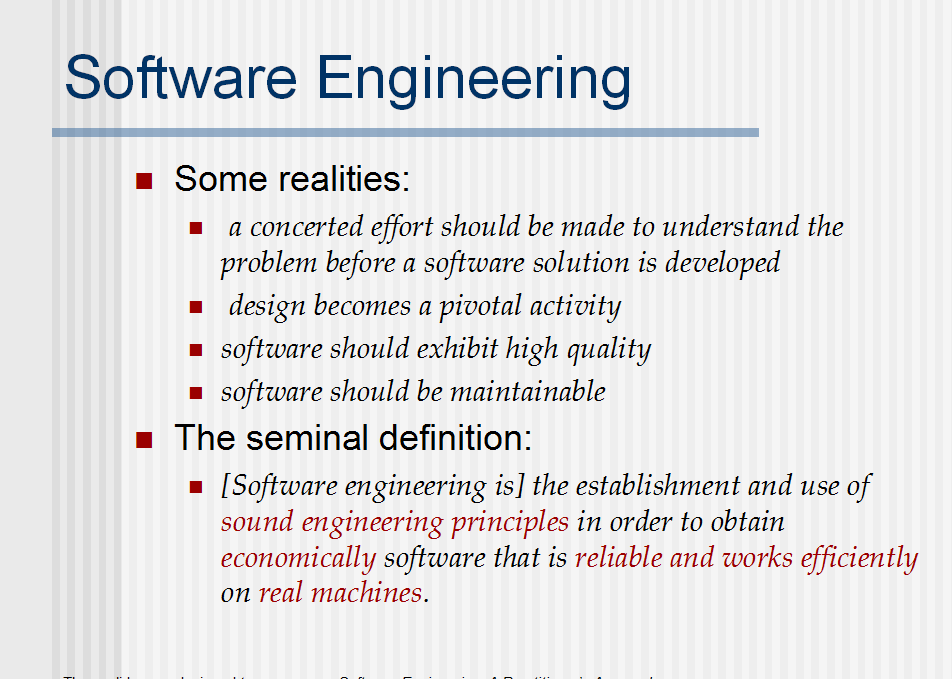 Software Engineering
Some realities:
a concerted effort should be made to understand the
problem before a software solution is developed
design becomes a pivotal activity
software should exhibit high quality
software should be maintainable
The seminal definition:
[Software engineering is] the establishment and use of
sound engineering principles in order to obtain
economically software that is reliable and works efficiently
on real machines.